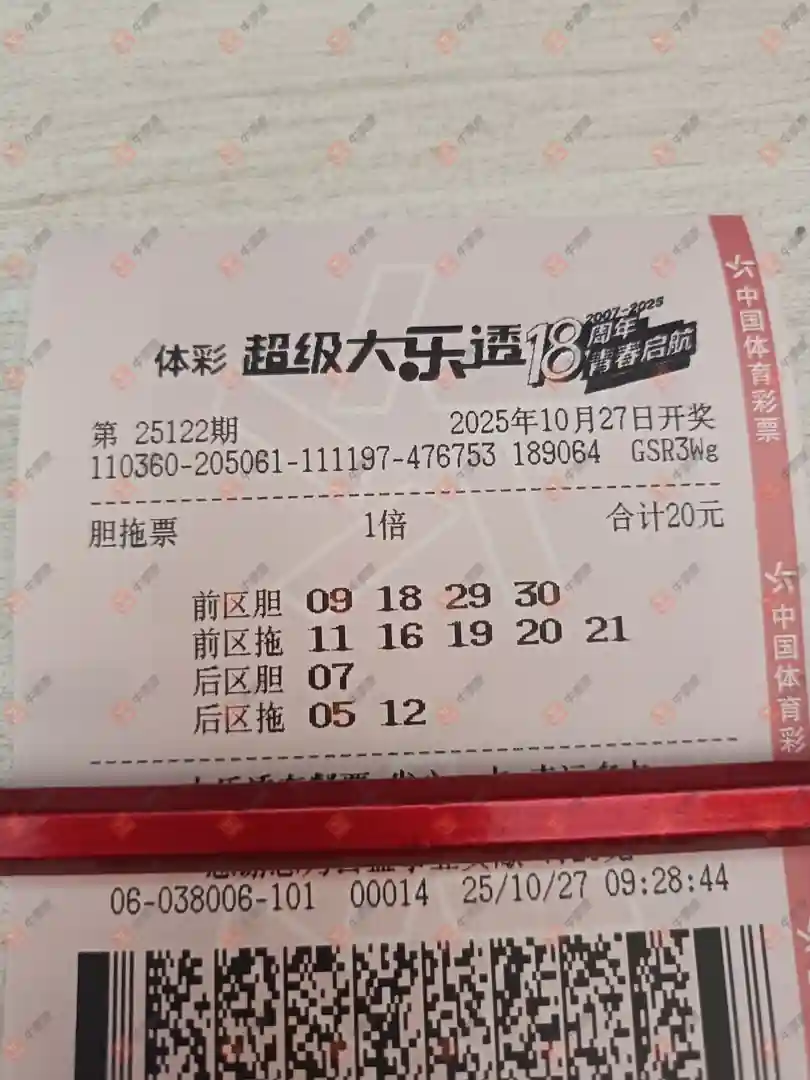 体彩 超级大乐透 18 2007-2025 周年 青春启航
第 25122期 2025年10月27日开奖
110360-205061-111197-476753 189064 GSR3Wg
胆拖票 1倍 合计20元
前区胆 09 18 29 30
前区拖 11 16 19 20 21
后区胆 07
后区拖 05 12
06-038006-101 00014 25/10/27 09:28:44
中国体育彩票
中国体育彩